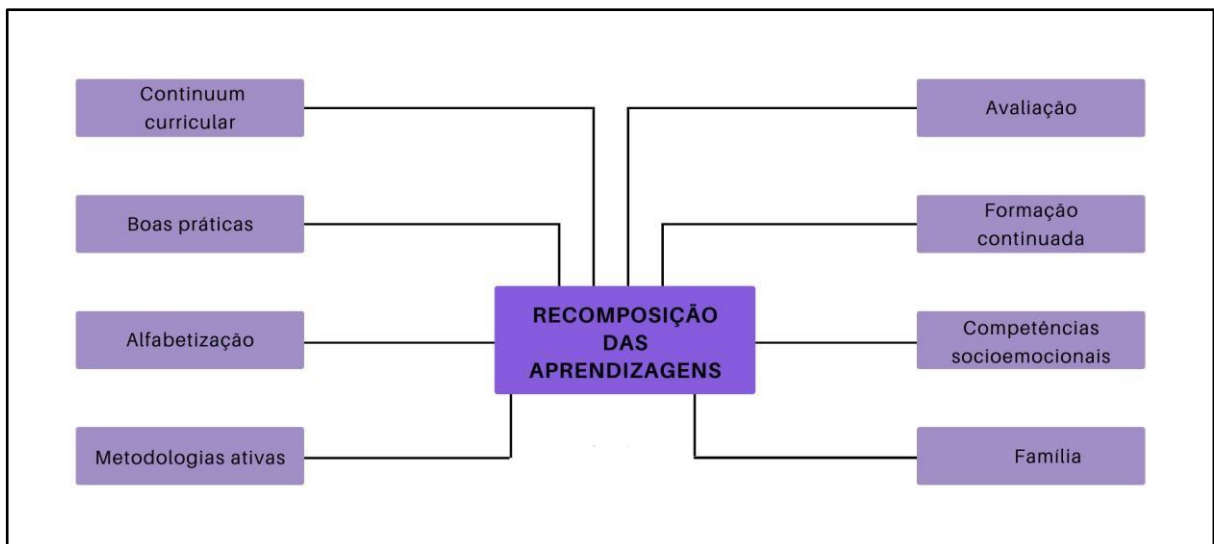 Continuum
curricular
Avaliação
Boas práticas
Formação
continuada
RECOMPOSIÇÃO
DAS
APRENDIZAGENS
Alfabetização
Competências
socioemocionais
Metodologias ativas
Família